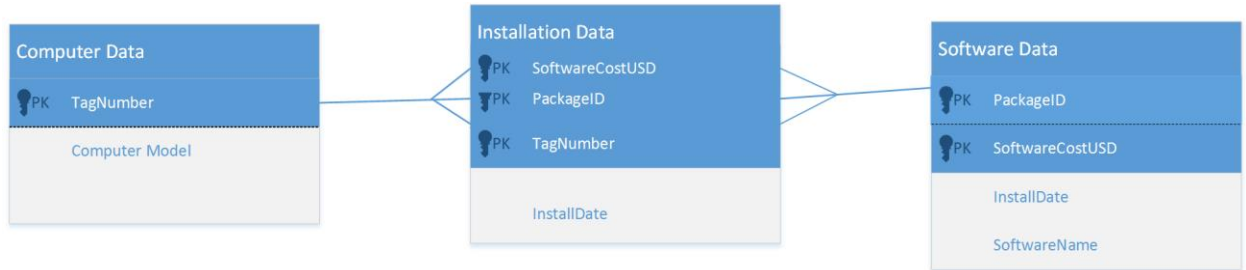 Computer Data
PK TagNumber
Computer Model
Installation Data
PK SoftwareCostUSD
PK PackageID
PK TagNumber
InstallDate
Software Data
PK PackageID
PK SoftwareCostUSD
InstallDate
SoftwareName